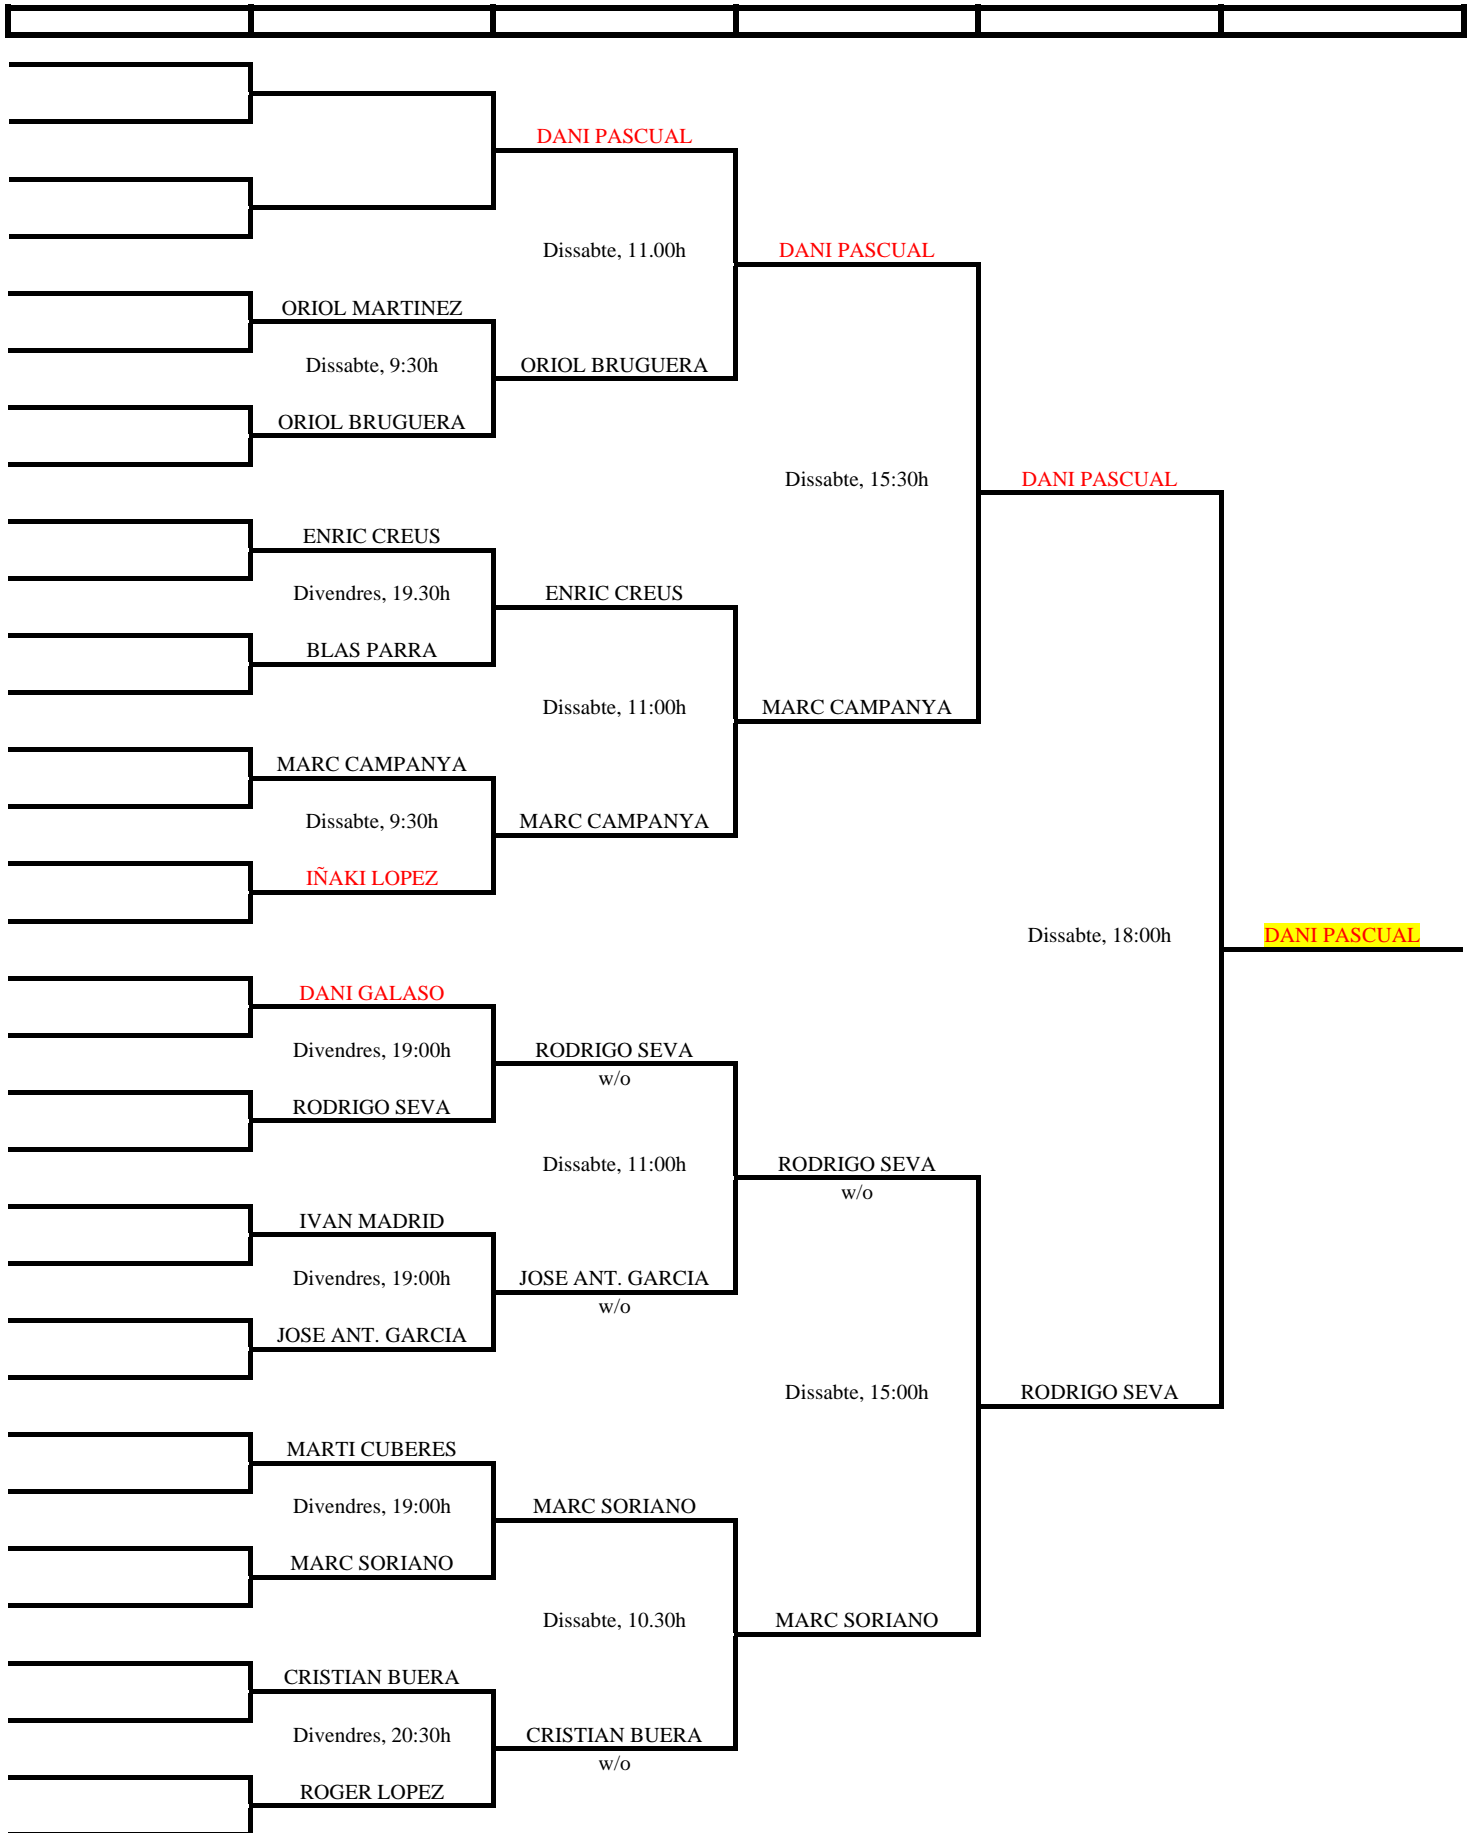 DANI PASCUAL
Dissabte, 11.00h
DANI PASCUAL
ORIOL MARTINEZ
Dissabte, 9:30h
ORIOL BRUGUERA
ORIOL BRUGUERA
Dissabte, 15:30h
DANI PASCUAL
ENRIC CREUS
Divendres, 19.30h
ENRIC CREUS
BLAS PARRA
Dissabte, 11:00h
MARC CAMPANYA
MARC CAMPANYA
Dissabte, 9:30h
MARC CAMPANYA
IÑAKI LOPEZ
Dissabte, 18:00h
DANI PASCUAL
DANI GALASO
Divendres, 19:00h
RODRIGO SEVA
w/o
RODRIGO SEVA
Dissabte, 11:00h
RODRIGO SEVA
w/o
IVAN MADRID
Divendres, 19:00h
JOSE ANT. GARCIA
w/o
JOSE ANT. GARCIA
Dissabte, 15:00h
RODRIGO SEVA
MARTI CUBERES
Divendres, 19:00h
MARC SORIANO
MARC SORIANO
Dissabte, 10.30h
MARC SORIANO
CRISTIAN BUERA
Divendres, 20:30h
CRISTIAN BUERA
w/o
ROGER LOPEZ